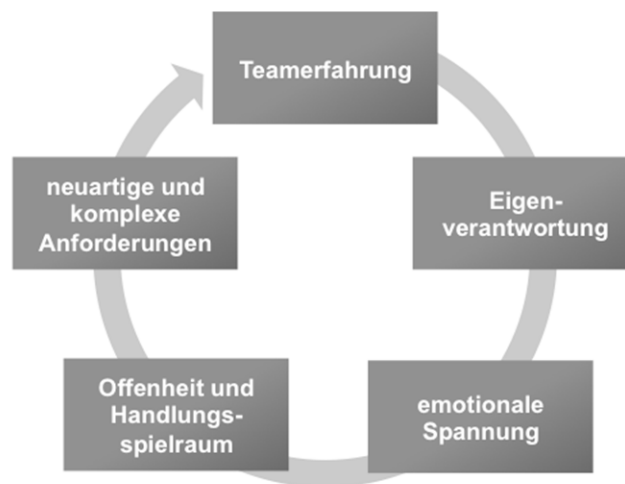 Teamerfahrung
Eigen-
verantwortung
emotionale
Spannung
Offenheit und
Handlungs-
spielraum
neuartige und
komplexe
Anforderungen